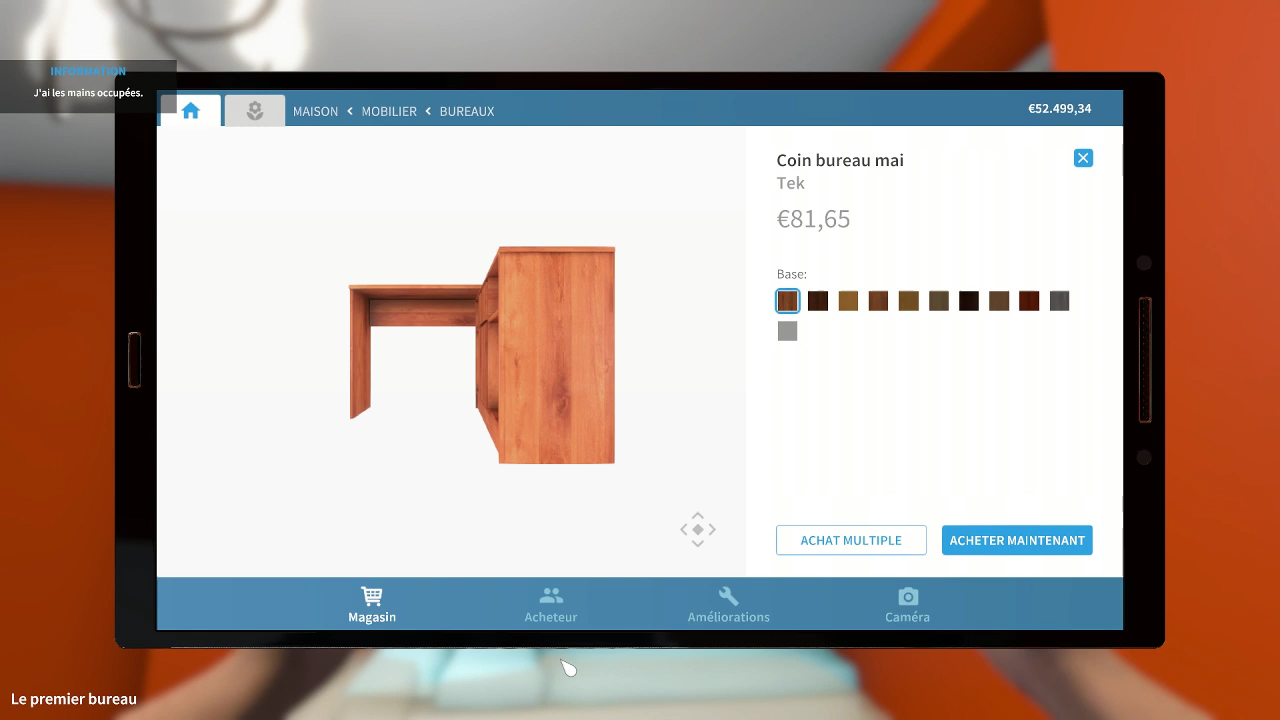 INFORMATION
J'ai les mains occupées.
MAISON < MOBILIER < BUREAUX
€52.499,34
Coin bureau mai
Tek
€81,65
Base:
ACHAT MULTIPLE
ACHETER MAINTENANT
Magasin
Acheteur
Améliorations
Caméra
Le premier bureau